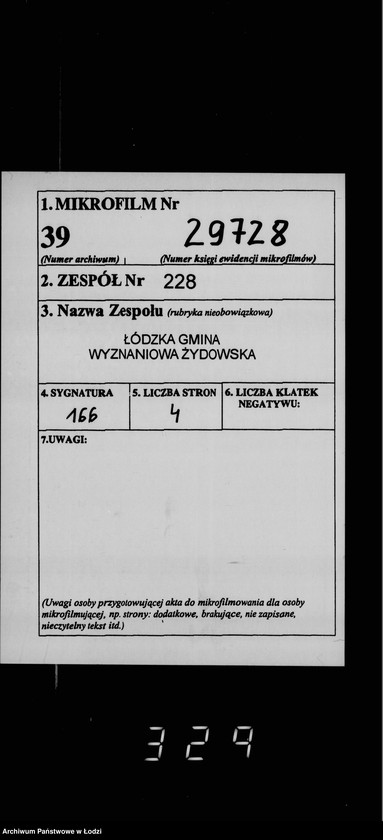 1. MIKROFILM Nr
39 29728
(Numer archiwum) (Numer księgi ewidencji mikrofilmów)
2. ZESPÓŁ Nr 228
3. Nazwa Zespołu (rubryka nieobowiązkowa)
ŁÓDZKA GMINA
WYZNANIOWA ŻYDOWSKA
4. SYGNATURA 5. LICZBA STRON 6. LICZBA KLATEK
NEGATYWU:
166 4
7.UWAGI:
(Uwagi osoby przygotowującej akta do mikrofilmowania dla osoby
mikrofilmującej, np. strony: dodatkowe, brakujące, nie zapisane,
nieczytelny tekst itd.)
329
Archiwum Państwowe w Łodzi